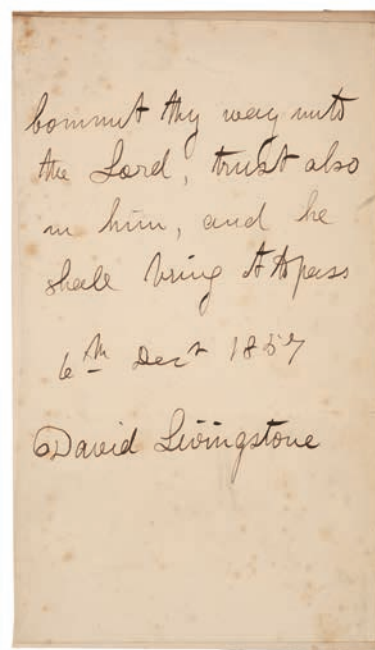 Commit thy way unto
the Lord, trust also
in him, and he
shall bring it to pass
6th Decr 1857
David Livingstone